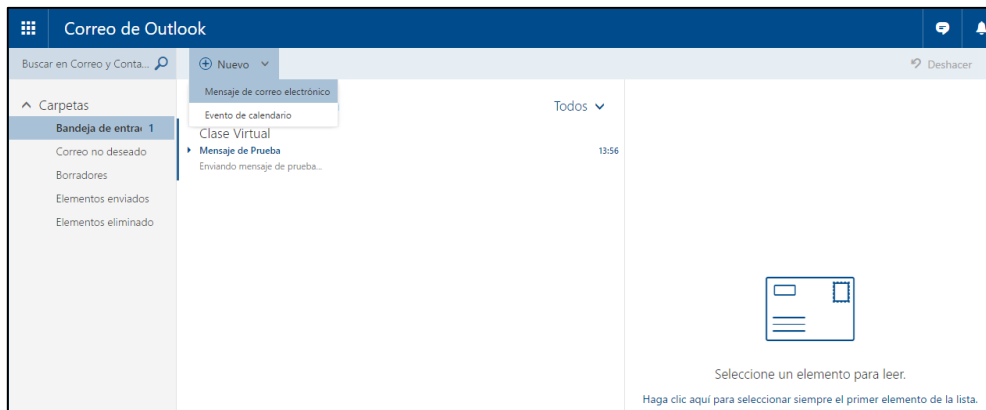 Correo de Outlook
Buscar en Correo y Conta...
Nuevo
Deshacer
Mensaje de correo electrónico
Evento de calendario
Carpetas
Bandeja de entra 1
Correo no deseado
Borradores
Elementos enviados
Elementos eliminado
Todos
Clase Virtual
Mensaje de Prueba 13:56
Enviando mensaje de prueba...
Seleccione un elemento para leer.
Haga clic aquí para seleccionar siempre el primer elemento de la lista.